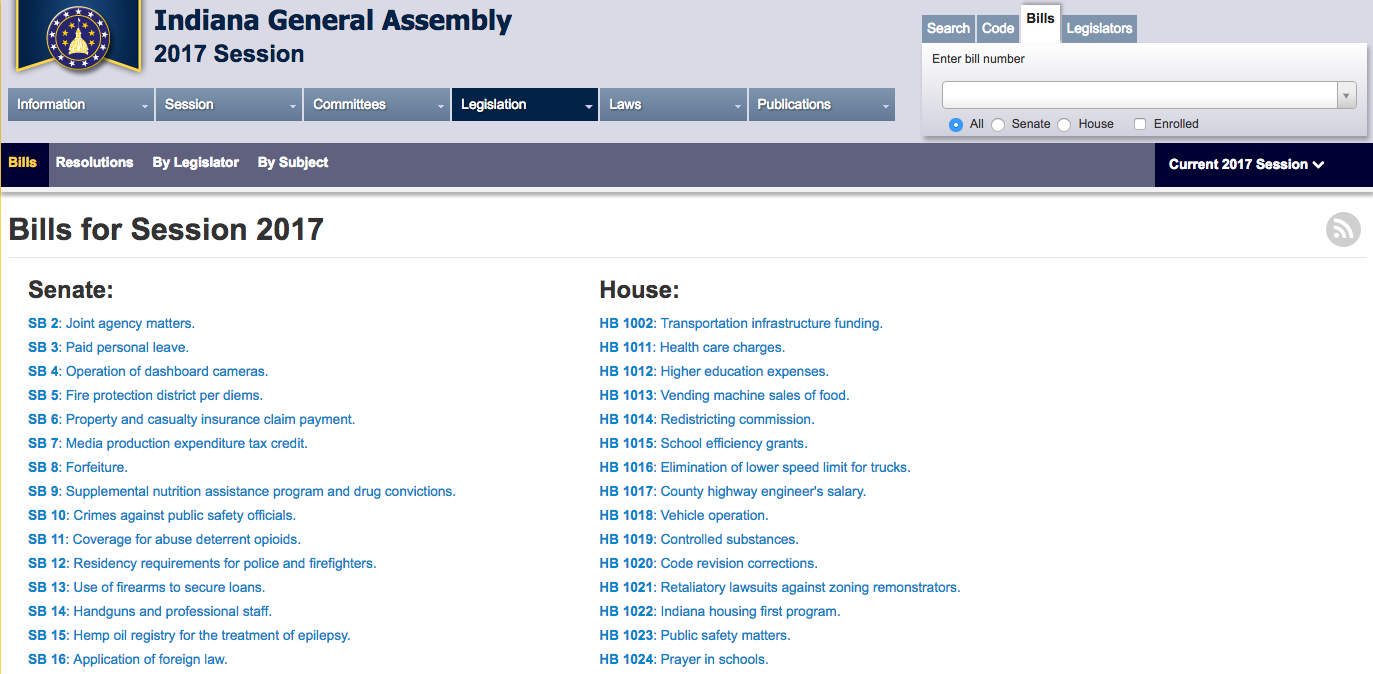 Indiana General Assembly
2017 Session
Search Code Bills Legislators
Enter bill number
All Senate House Enrolled
Information Session Committees Legislation Laws Publications
Bills Resolutions By Legislator By Subject
Current 2017 Session
Bills for Session 2017
Senate:
SB 2: Joint agency matters.
SB 3: Paid personal leave.
SB 4: Operation of dashboard cameras.
SB 5: Fire protection district per diems.
SB 6: Property and casualty insurance claim payment.
SB 7: Media production expenditure tax credit.
SB 8: Forfeiture.
SB 9: Supplemental nutrition assistance program and drug convictions.
SB 10: Crimes against public safety officials.
SB 11: Coverage for abuse deterrent opioids.
SB 12: Residency requirements for police and firefighters.
SB 13: Use of firearms to secure loans.
SB 14: Handguns and professional staff.
SB 15: Hemp oil registry for the treatment of epilepsy.
SB 16: Application of foreign law.
House:
HB 1002: Transportation infrastructure funding.
HB 1011: Health care charges.
HB 1012: Higher education expenses.
HB 1013: Vending machine sales of food.
HB 1014: Redistricting commission.
HB 1015: School efficiency grants.
HB 1016: Elimination of lower speed limit for trucks.
HB 1017: County highway engineer's salary.
HB 1018: Vehicle operation.
HB 1019: Controlled substances.
HB 1020: Code revision corrections.
HB 1021: Retaliatory lawsuits against zoning remonstrators.
HB 1022: Indiana housing first program.
HB 1023: Public safety matters.
HB 1024: Prayer in schools.